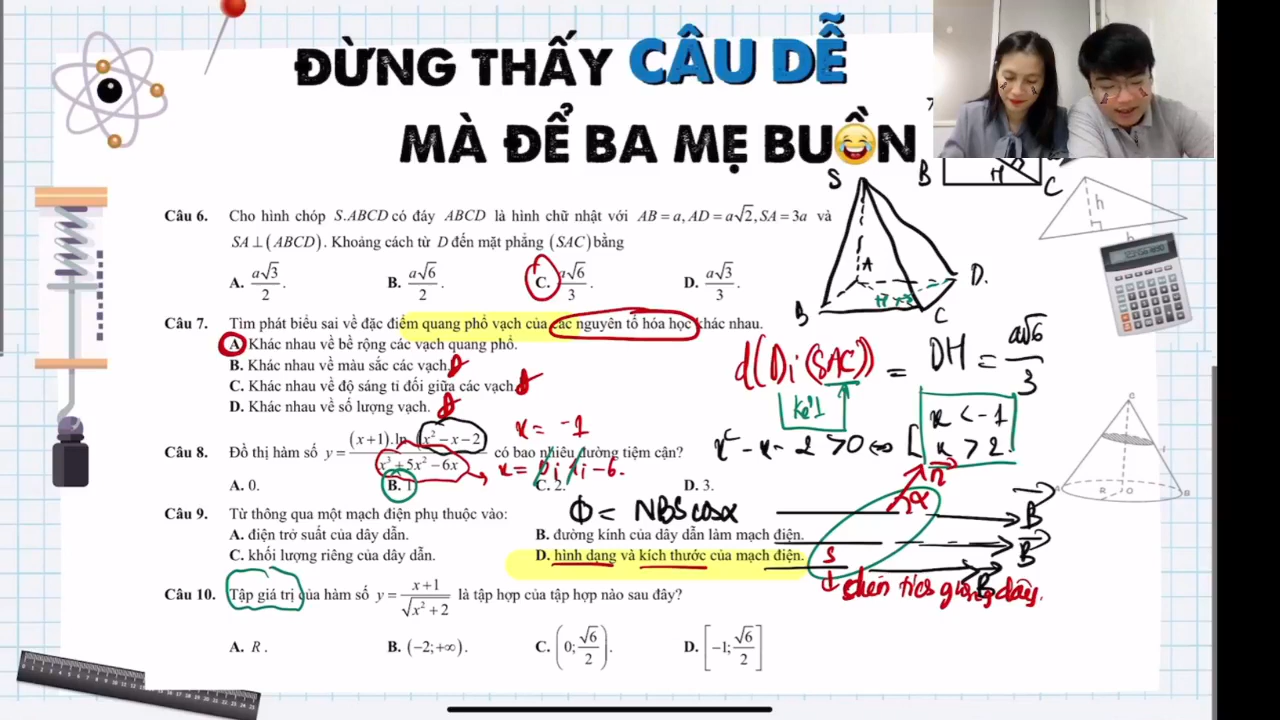 ĐỪNG THẤY CÂU DỄ
MÀ ĐỂ BA MẸ BUỒN
Câu 6. Cho hình chóp S.ABCD có đáy ABCD là hình chữ nhật với AB = a, AD = a√2, SA = 3a và
SA ⊥ (ABCD). Khoảng cách từ D đến mặt phẳng (SAC) bằng
A. a√3/2. B. a√6/2. C. a√6/3. D. a√3/3.
Câu 7. Tìm phát biểu sai về đặc điểm quang phổ vạch của các nguyên tố hóa học khác nhau.
A. Khác nhau về bề rộng các vạch quang phổ.
B. Khác nhau về màu sắc các vạch.
C. Khác nhau về độ sáng tỉ đối giữa các vạch.
D. Khác nhau về số lượng vạch.
Câu 8. Đồ thị hàm số y = (x+1).ln(x²−x−2)/(x³+5x²−6x) có bao nhiêu đường tiệm cận?
A. 0. B. 1 C. 2. D. 3.
Câu 9. Từ thông qua một mạch điện phụ thuộc vào:
A. điện trở suất của dây dẫn. B. đường kính của dây dẫn làm mạch điện.
C. khối lượng riêng của dây dẫn. D. hình dạng và kích thước của mạch điện.
Câu 10. Tập giá trị của hàm số y = (x+1)/√(x²+2) là tập hợp của tập hợp nào sau đây?
A. R. B. (−2;+∞). C. (0;√6/2). D. [−1;√6/2]
B H C
S
A
D.
B C
h
d(D; (SAC)) = DH = a√6/3
Kẻ ⊥
x = -1
x = 0; 1; -6.
x² - x - 2 > 0 ⇔ [ x < -1
x > 2
Φ = NBS cosα
n
α
B
B
B
S
R O